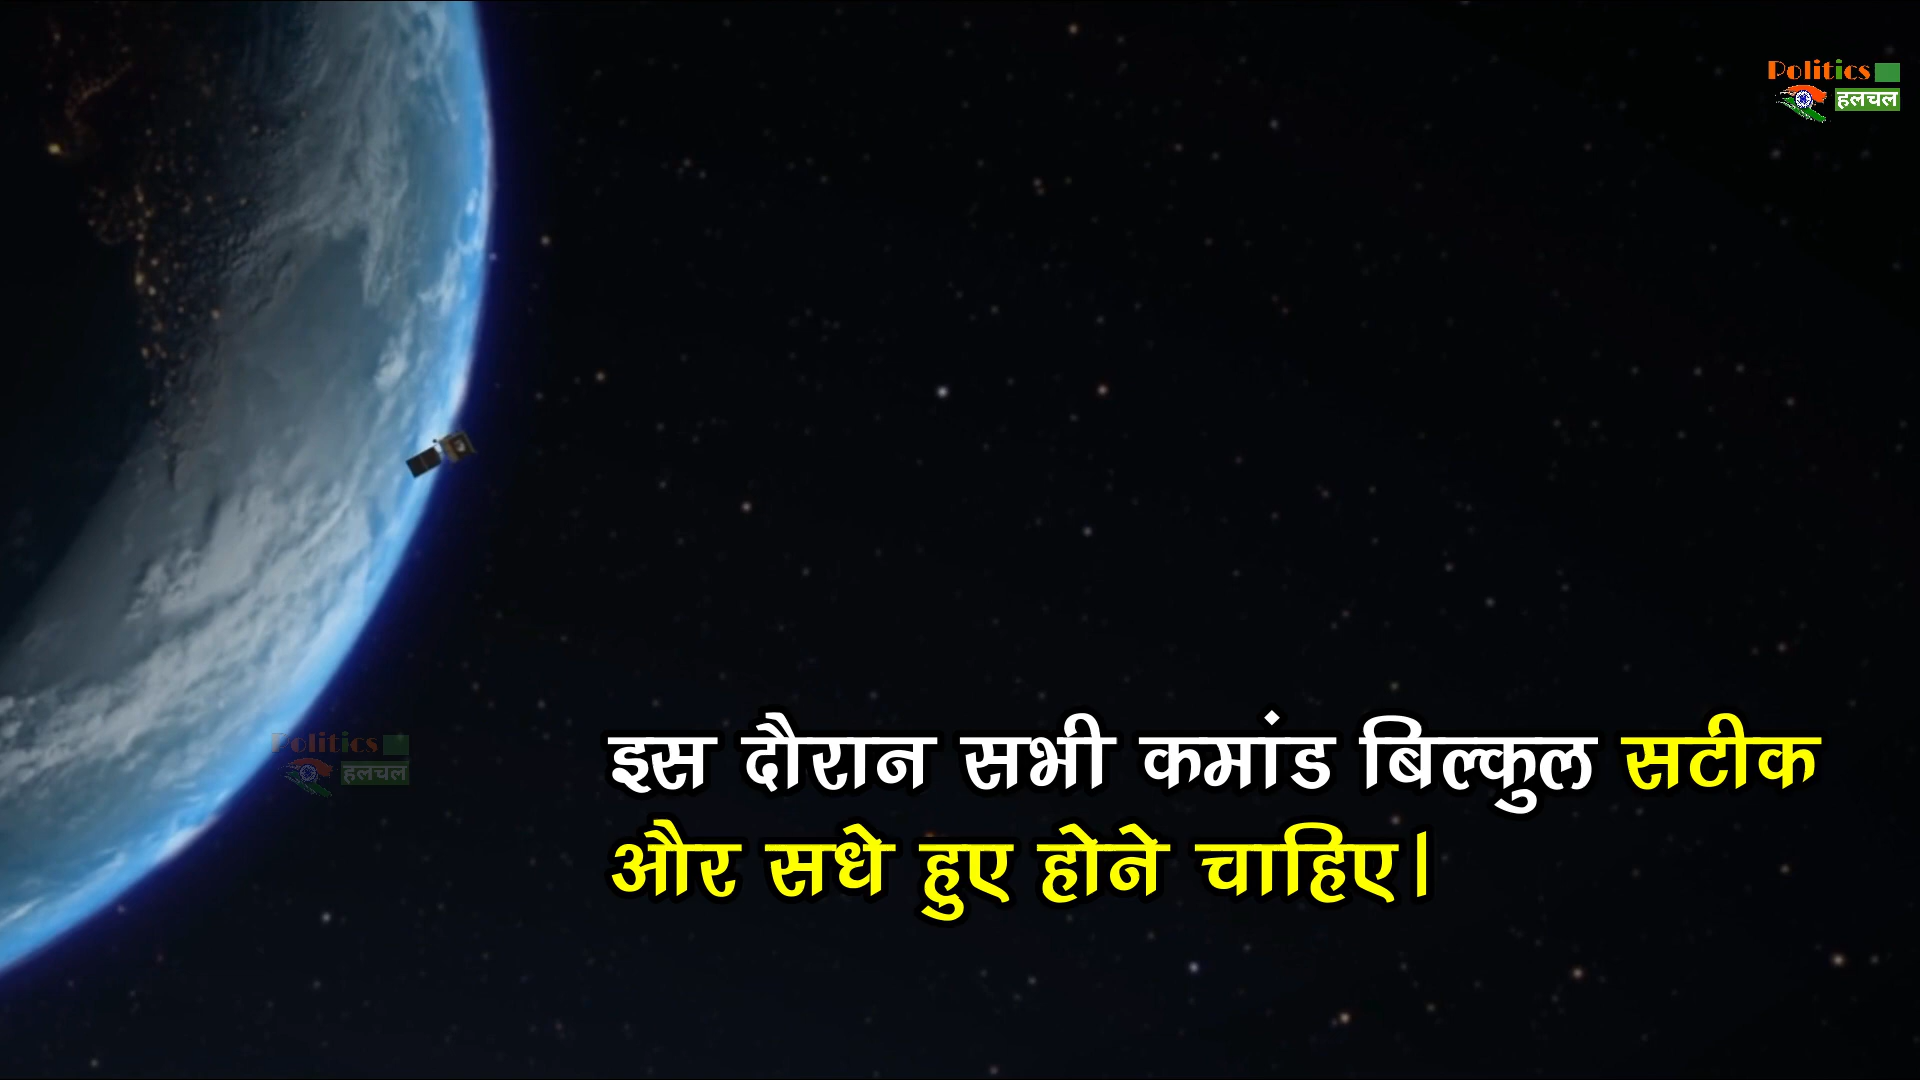 Politics
हलचल
इस दौरान सभी कमांड बिल्कुल सटीक
और सधे हुए होने चाहिए।
Politics
हलचल